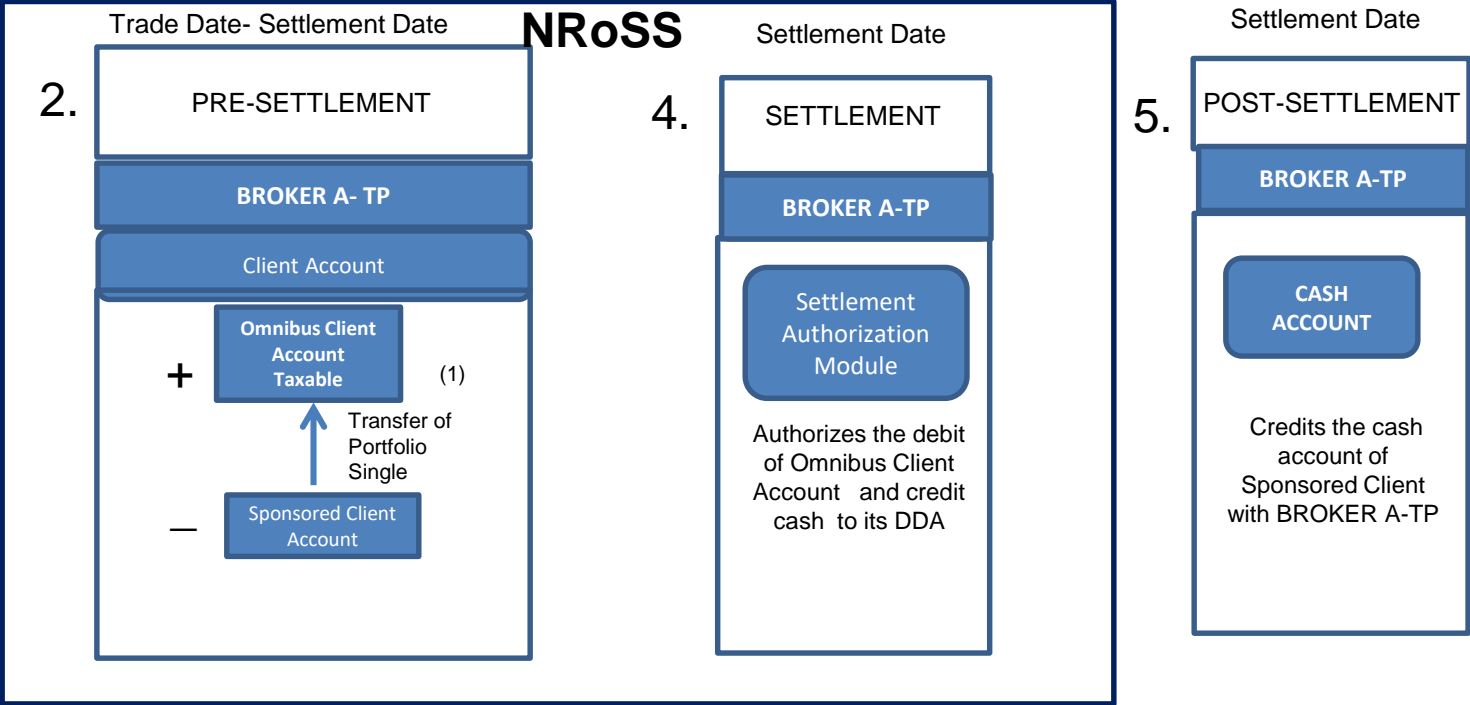 Trade Date- Settlement Date
NRoSS
2.
PRE-SETTLEMENT
BROKER A- TP
Client Account
Omnibus Client
Account
Taxable
+
(1)
Transfer of
Portfolio
Single
Sponsored Client
Account
_
Settlement Date
4.
SETTLEMENT
BROKER A-TP
Settlement
Authorization
Module
Authorizes the debit
of Omnibus Client
Account and credit
cash to its DDA
Settlement Date
5.
POST-SETTLEMENT
BROKER A-TP
CASH
ACCOUNT
Credits the cash
account of
Sponsored Client
with BROKER A-TP